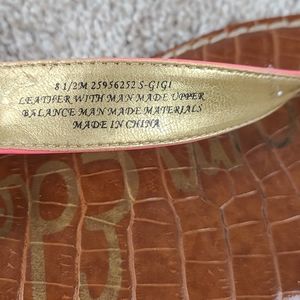 8 1/2M 25956252 S-GIGI
LEATHER WITH MAN MADE UPPER
BALANCE MAN MADE MATERIALS
MADE IN CHINA